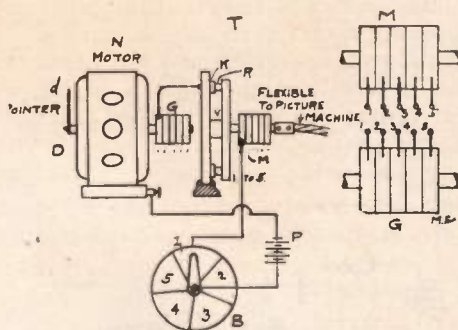 T
N
MOTOR
K
R
d
POINTER
G
V
FLEXIBLE
TO PICTURE
MACHINE
D
M
1 TO 5.
P
1
2
3
4
5
B
M
1 2 3 4 5
1 2 3 4 5
G